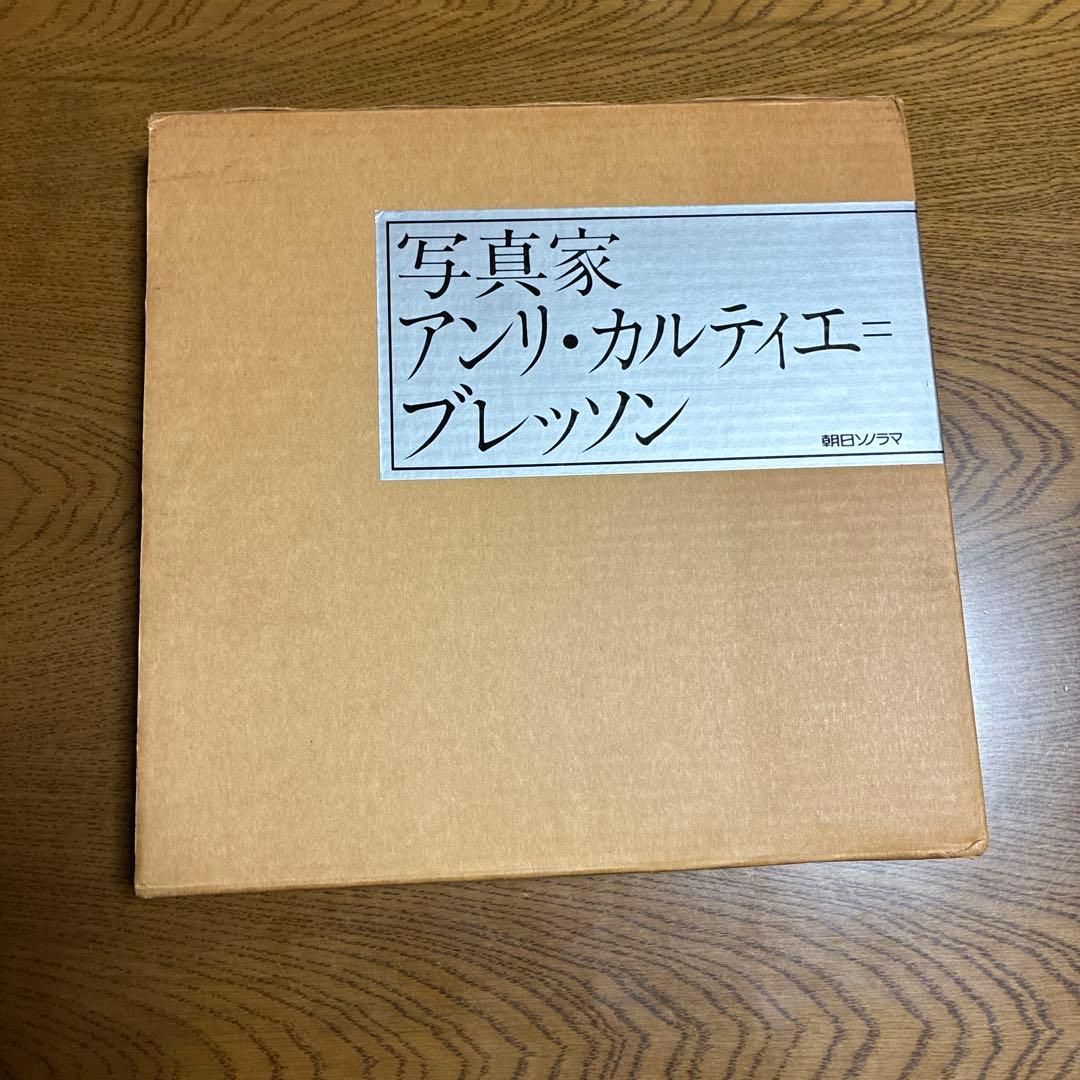 写真家
アンリ・カルティエ=
ブレッソン
朝日ソノラマ